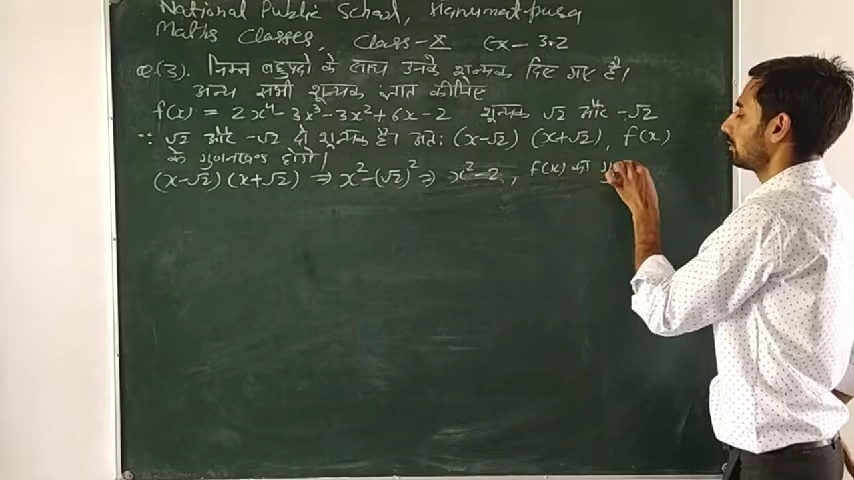 National Public School, Hanumatpura
Maths Classes, Class-X Ex-3.2
Q.(3). निम्न बहुपदो के साथ उनके शून्यक दिए गए है।
अन्य सभी शून्यक ज्ञात कीजिए
f(x) = 2x⁴-3x³-3x²+6x-2 शून्यक √2 और -√2
∵ √2 और -√2 दो शून्यक है। अतः (x-√2) (x+√2), f(x)
के गुणनखण्ड होगे।
(x-√2)(x+√2) ⇒ x²-(√2)² ⇒ x²-2, f(x) का